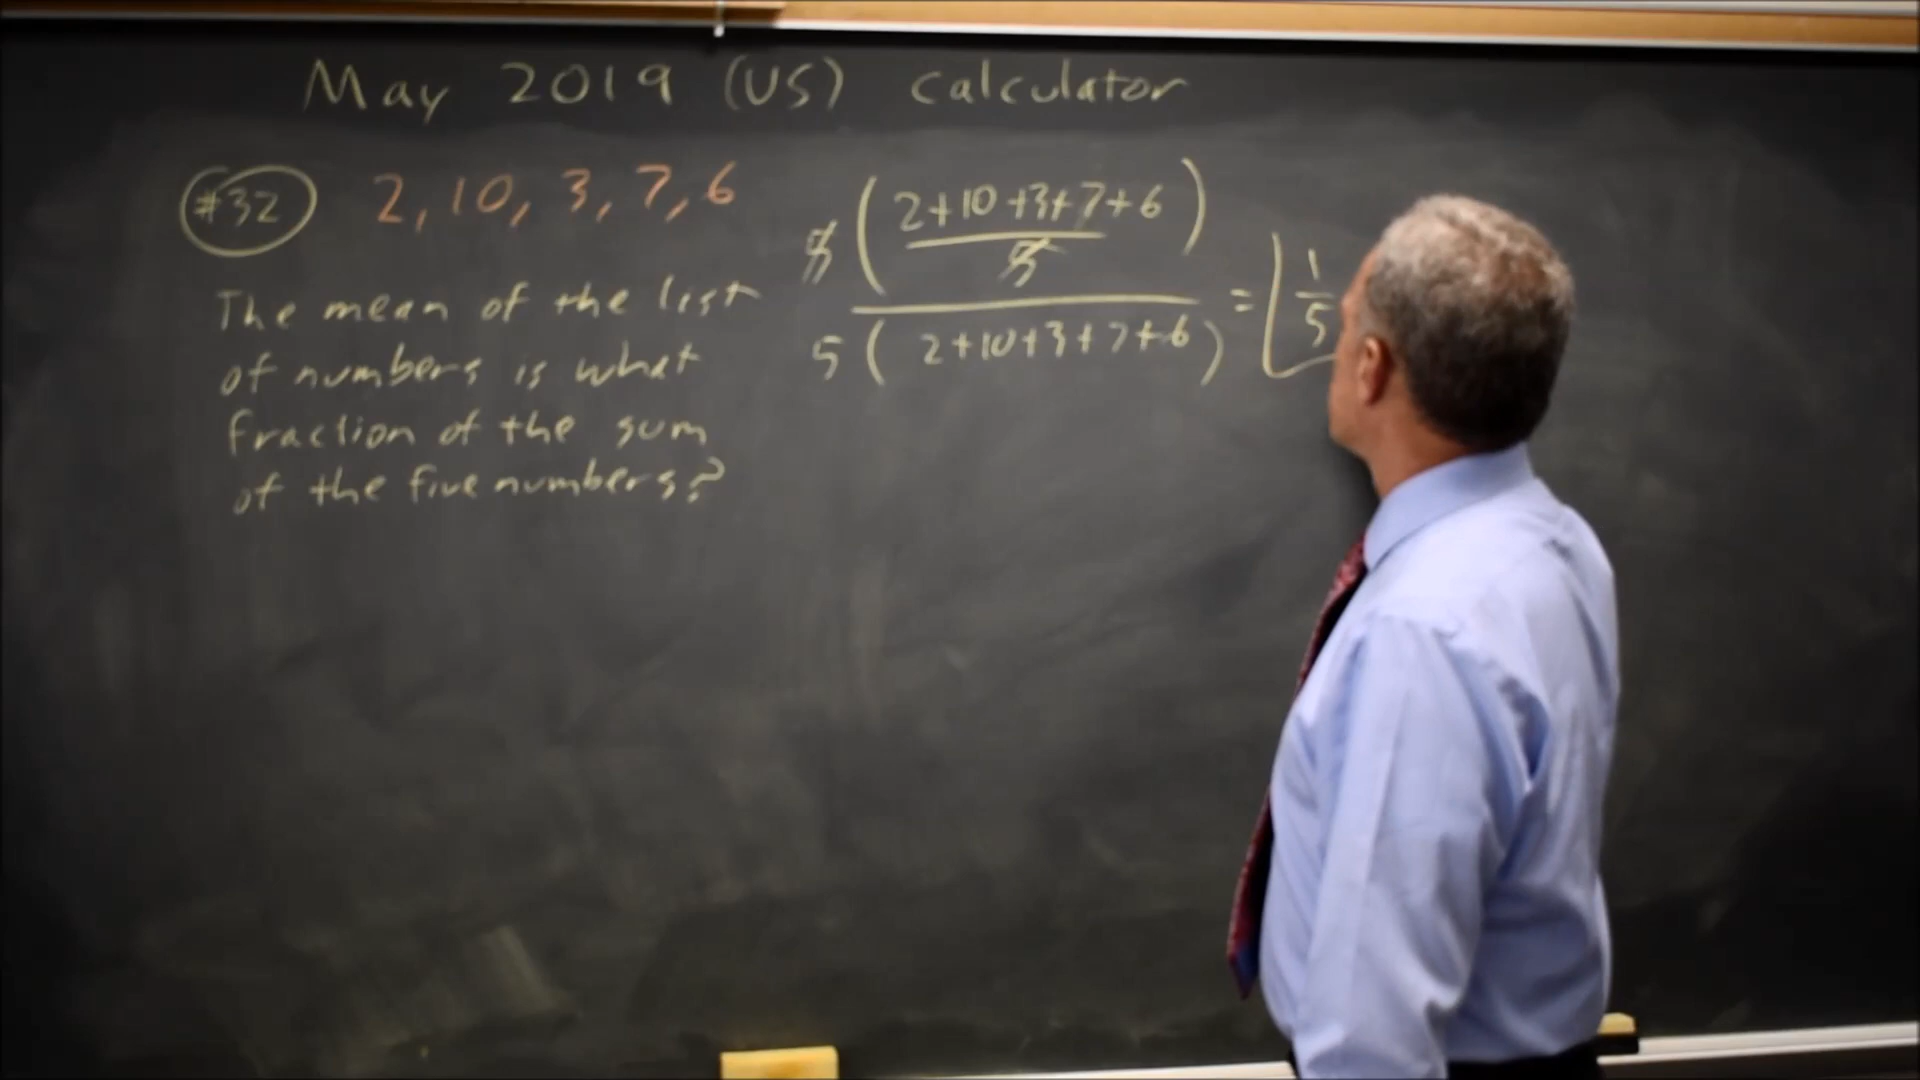 May 2019 (US) Calculator
#32 2, 10, 3, 7, 6
The mean of the list
of numbers is what
fraction of the sum
of the five numbers?
5 ( 2+10+3+7+6 )
5
5 ( 2+10+3+7+6 )
= 1
5